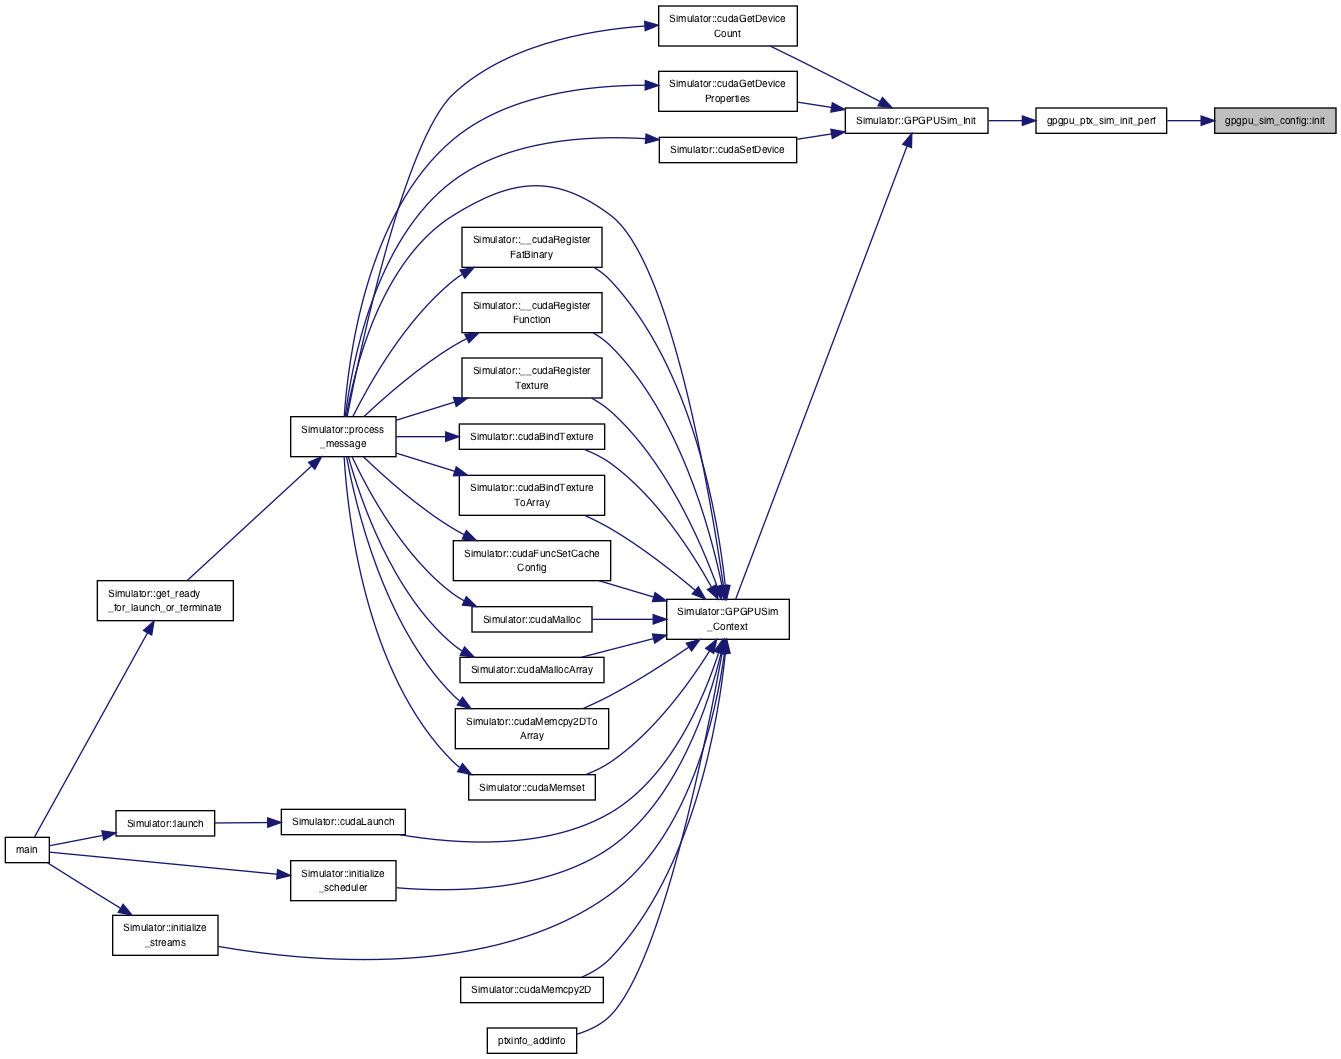 Simulator::cudaGetDevice
Count
Simulator::cudaGetDevice
Properties
Simulator::GPGPUSim_Init
gpgpu_ptx_sim_init_perf
gpgpu_sim_config::init
Simulator::cudaSetDevice
Simulator::__cudaRegister
FatBinary
Simulator::__cudaRegister
Function
Simulator::__cudaRegister
Texture
Simulator::process
_message
Simulator::cudaBindTexture
Simulator::cudaBindTexture
ToArray
Simulator::cudaFuncSetCache
Config
Simulator::get_ready
_for_launch_or_terminate
Simulator::cudaMalloc
Simulator::GPGPUSim
_Context
Simulator::cudaMallocArray
Simulator::cudaMemcpy2DTo
Array
Simulator::cudaMemset
Simulator::launch
Simulator::cudaLaunch
main
Simulator::initialize
_scheduler
Simulator::initialize
_streams
Simulator::cudaMemcpy2D
ptxinfo_addinfo